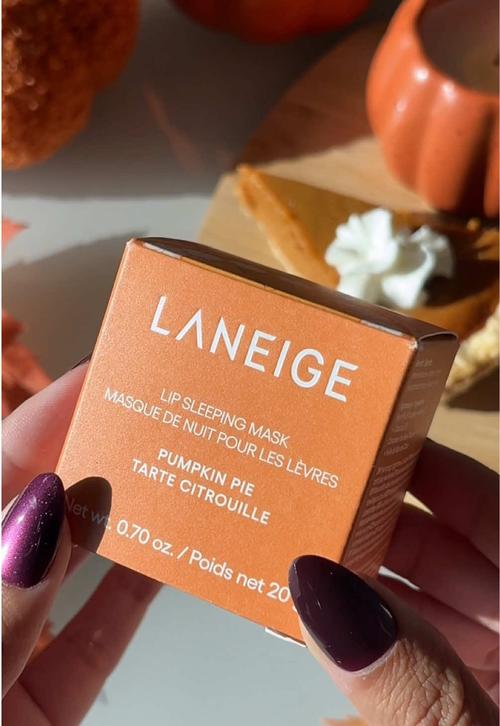 LANEIGE
LIP SLEEPING MASK
MASQUE DE NUIT POUR LES LÈVRES
PUMPKIN PIE
TARTE CITROUILLE
Net wt. 0.70 oz. / Poids net 20